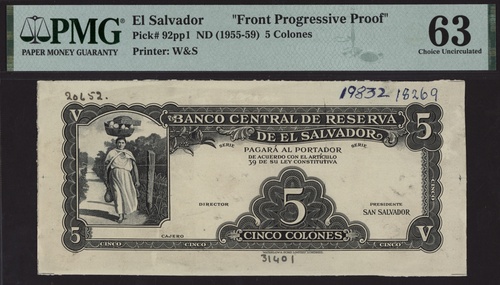 PMG
PAPER MONEY GUARANTY
El Salvador "Front Progressive Proof"
Pick# 92pp1 ND (1955-59) 5 Colones
Printer: W&S
63
Choice Uncirculated
20652.
19832 18269
V
BANCO CENTRAL DE RESERVA
DE EL SALVADOR
5
SERIE
SERIE
PAGARÁ AL PORTADOR
DE ACUERDO CON EL ARTÍCULO
39 DE SU LEY CONSTITUTIVA
DIRECTOR
5
PRESIDENTE
SAN SALVADOR
CAJERO
5
CINCO
CINCO
CINCO COLONES
CINCO
CINCO
V
31401